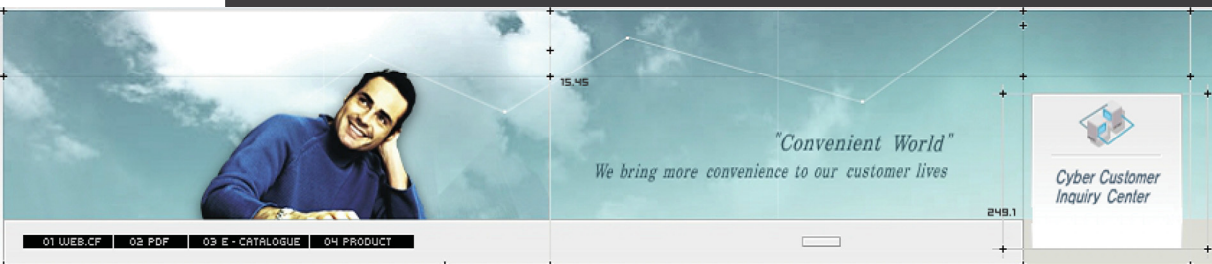 15.45
"Convenient World"
We bring more convenience to our customer lives
Cyber Customer
Inquiry Center
249.1
01 WEB.CF
02 PDF
03 E - CATALOGUE
04 PRODUCT